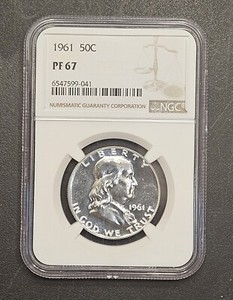 1961 50C
PF 67
6547599-041
NUMISMATIC GUARANTY CORPORATION
NGC
LIBERTY
1961
IN GOD WE TRUST